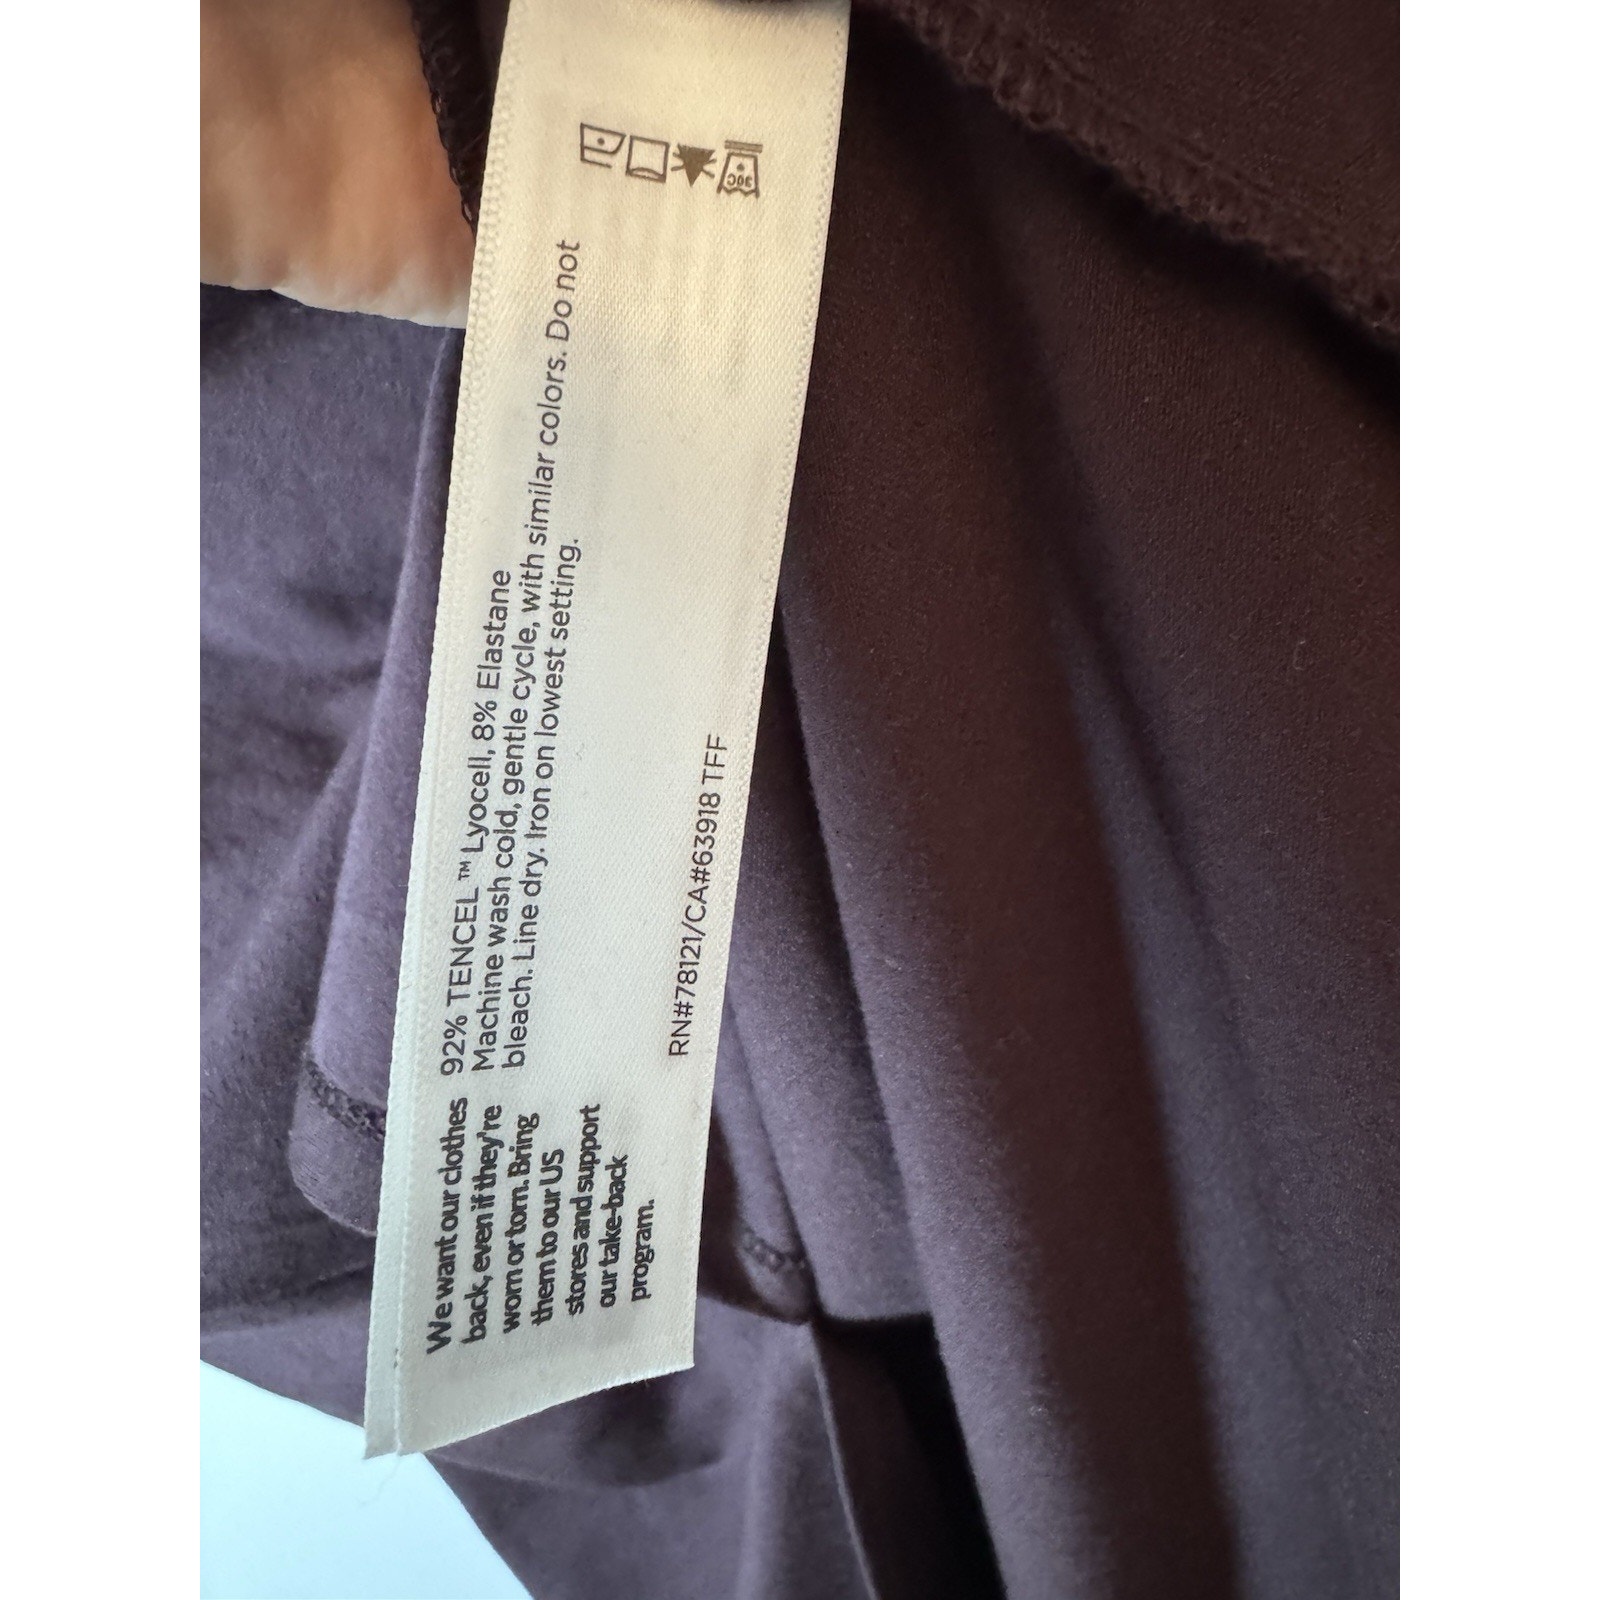 92% TENCEL™ Lyocell, 8% Elastane
Machine wash cold, gentle cycle, with similar colors. Do not
bleach. Line dry. Iron on lowest setting.
RN#78121/CA#63918 TFF
We want our clothes
back, even if they're
worn or torn. Bring
them to our US
stores and support
our take-back
program.
30C